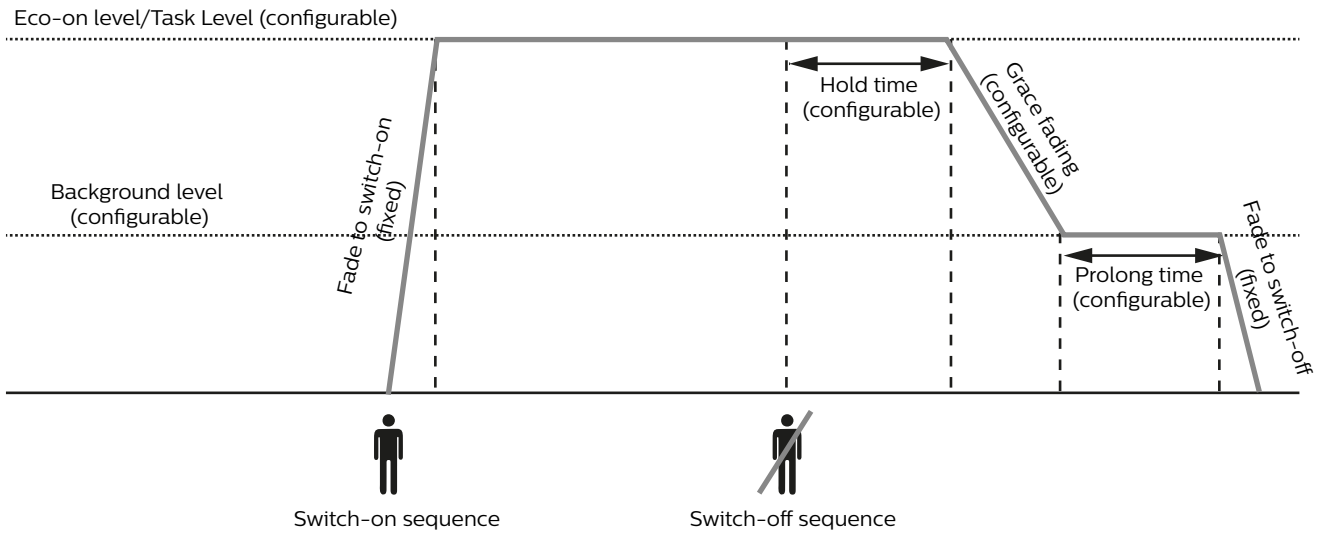 Eco-on level/Task Level (configurable)
Hold time
(configurable)
Grace fading
(configurable)
Background level
(configurable)
Fade to switch-on
(fixed)
Prolong time
(configurable)
Fade to switch-off
(fixed)
Switch-on sequence
Switch-off sequence